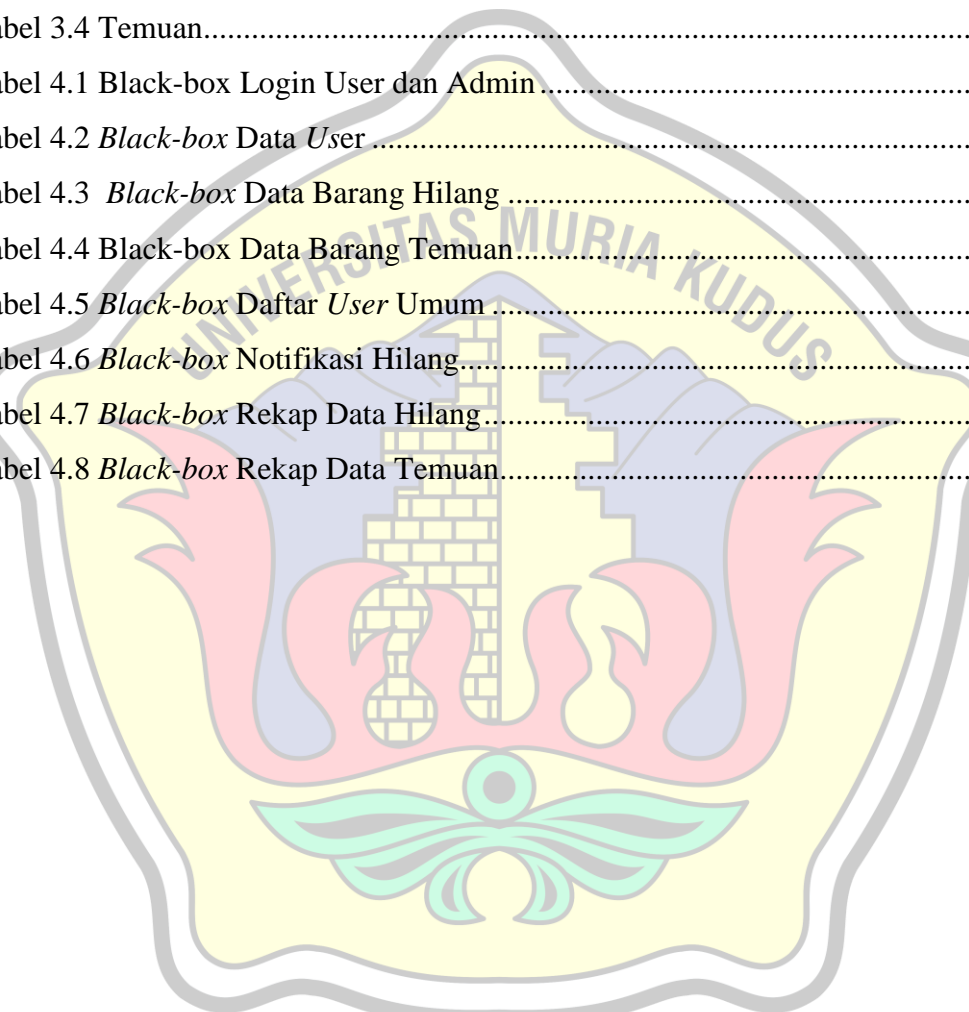 abel 3.4 Temuan.....................................................................................
abel 4.1 Black-box Login User dan Admin.....................................................
abel 4.2 Black-box Data User........................................................................
abel 4.3  Black-box Data Barang Hilang........................................................
abel 4.4 Black-box Data Barang Temuan.......................................................
abel 4.5 Black-box Daftar User Umum..........................................................
abel 4.6 Black-box Notifikasi Hilang..............................................................
abel 4.7 Black-box Rekap Data Hilang...........................................................
abel 4.8 Black-box Rekap Data Temuan.........................................................
UNIVERSITAS MURIA KUDUS